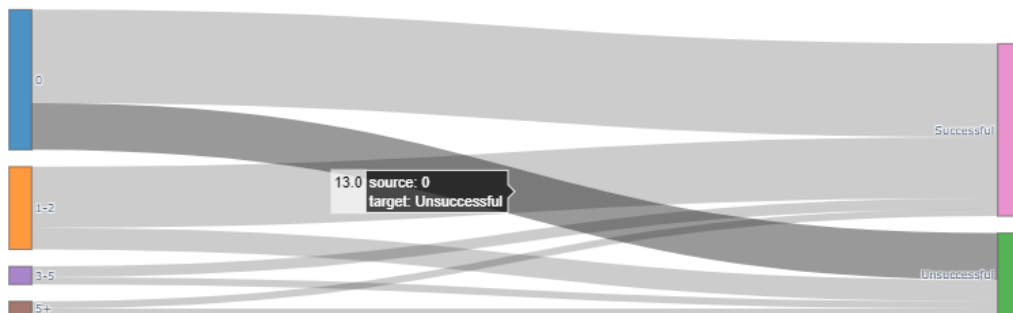 0
Successful
13.0 source: 0
target: Unsuccessful
1-2
3-5
Unsuccessful
5+